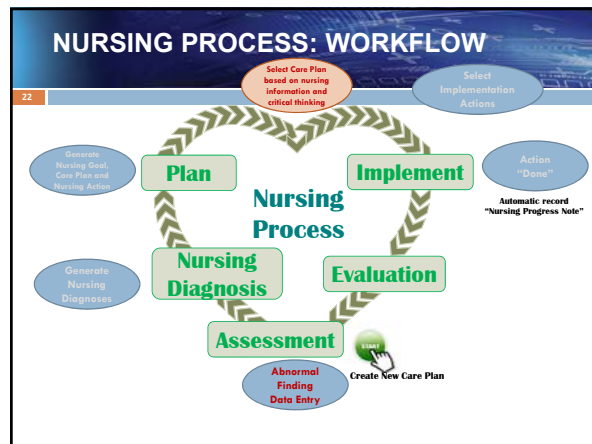 NURSING PROCESS: WORKFLOW
22
Select Care Plan
based on nursing
information and
critical thinking
Select
Implementation
Actions
Generate
Nursing Goal,
Care Plan and
Nursing Action
Plan
Implement
Action
"Done"
Automatic record
"Nursing Progress Note"
Nursing
Process
Generate
Nursing
Diagnoses
Nursing
Diagnosis
Evaluation
Assessment
START
Create New Care Plan
Abnormal
Finding
Data Entry